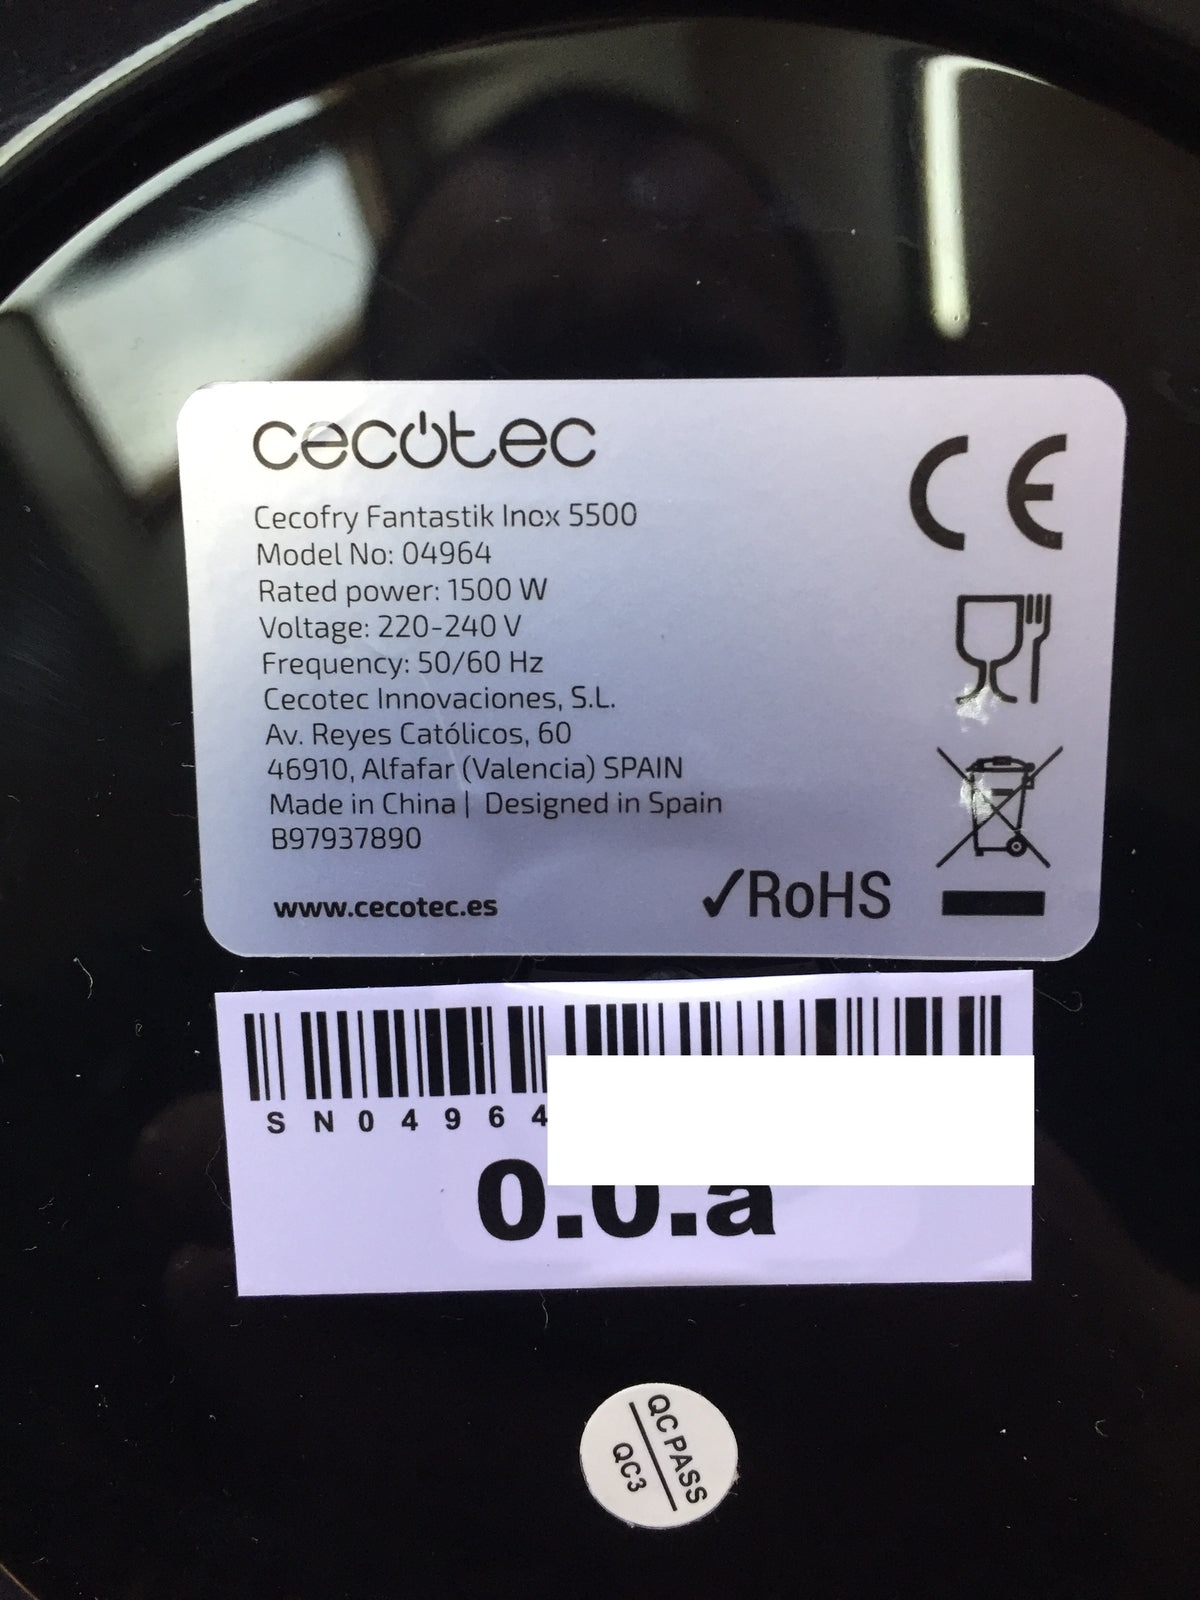 cecotec
Cecofry Fantastik Inox 5500
Model No: 04964
Rated power: 1500 W
Voltage: 220-240 V
Frequency: 50/60 Hz
Cecotec Innovaciones, S.L.
Av. Reyes Católicos, 60
46910, Alfafar (Valencia) SPAIN
Made in China | Designed in Spain
B97937890
www.cecotec.es
CE
✓RoHS
SN04964
0.0.a
QC PASS
QC3